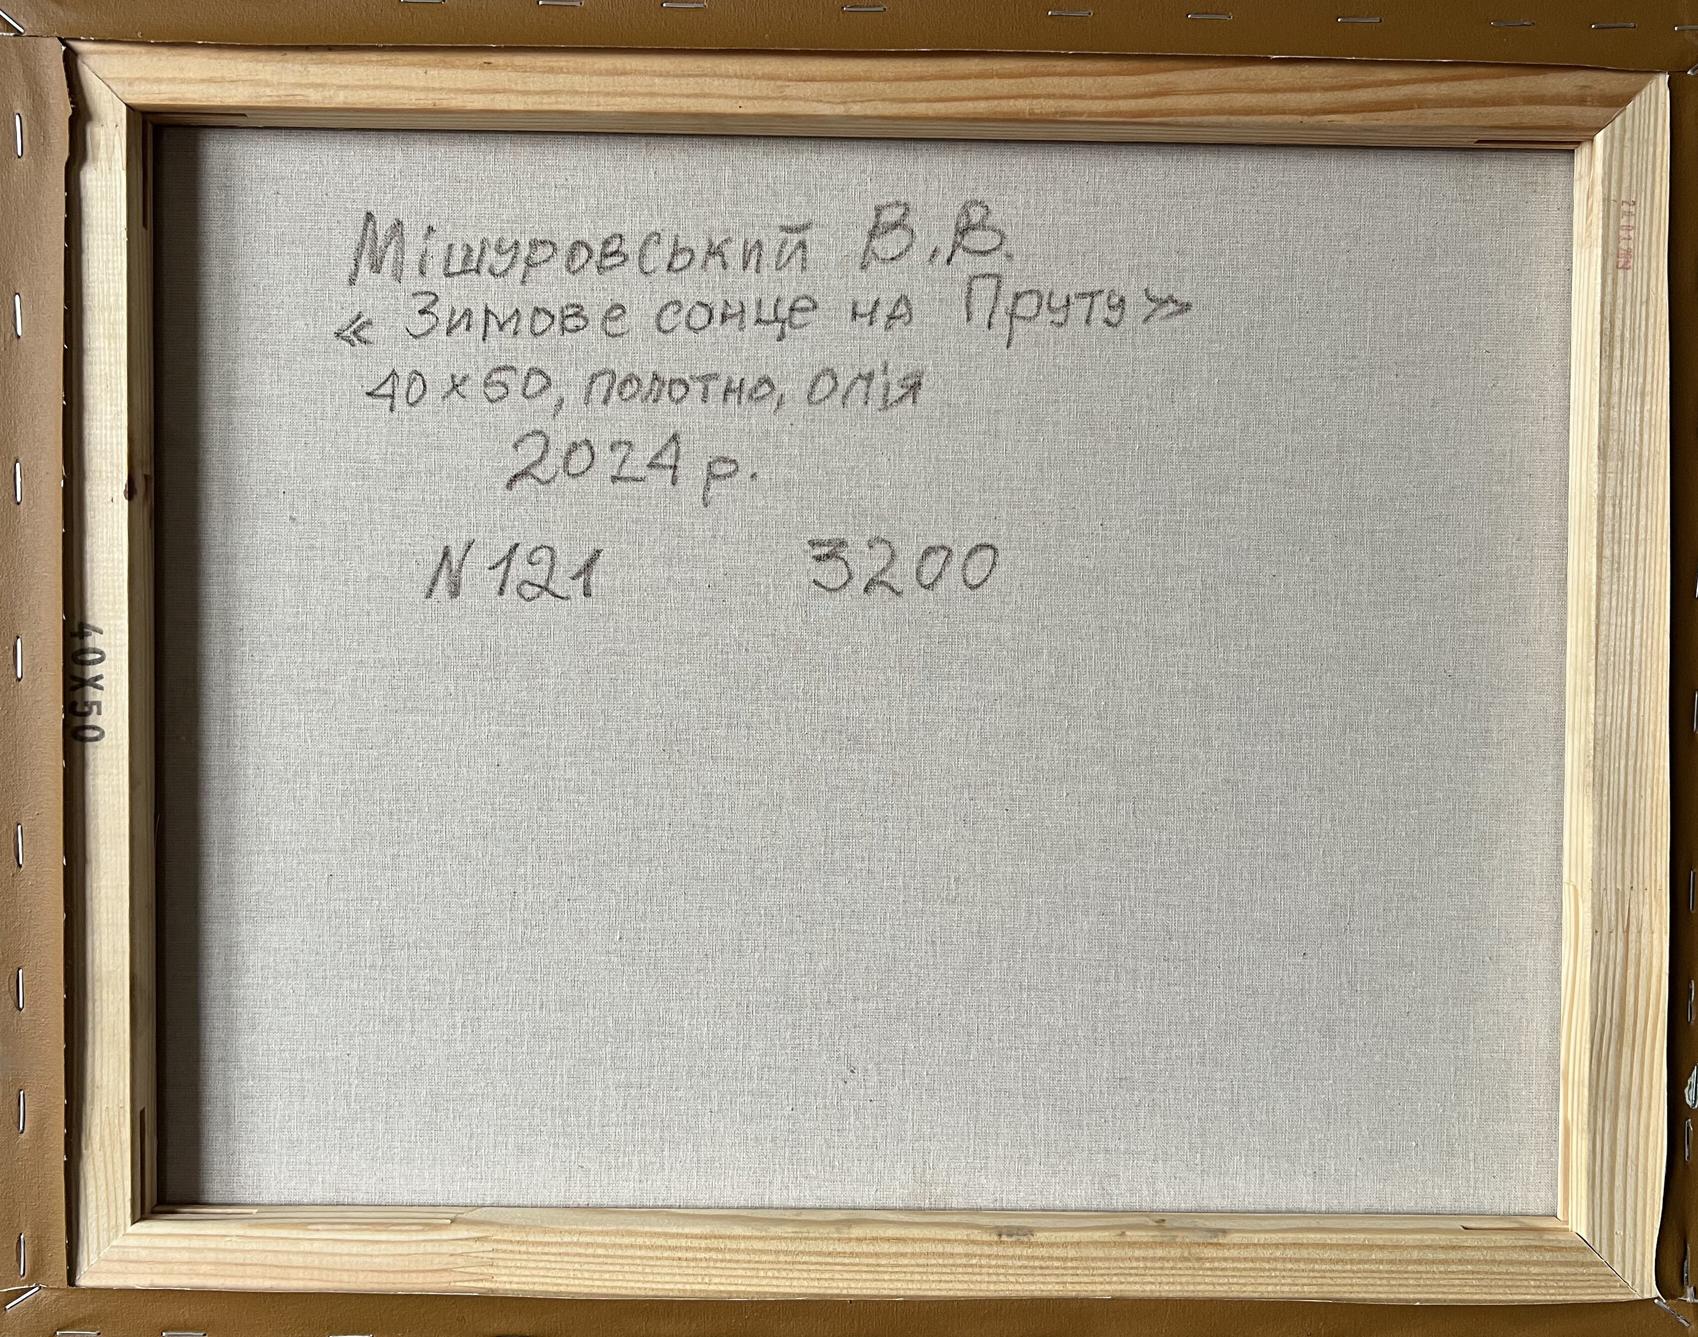 Мішуровський В.В.
« Зимове сонце на Пруту »
40 х 50, полотно, олія
2024 р.
N 121 3200
40X50